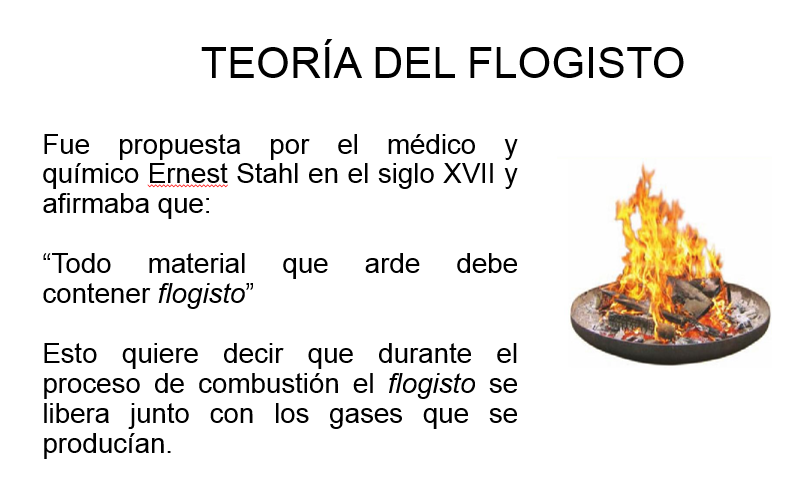 TEORÍA DEL FLOGISTO
Fue propuesta por el médico y
químico Ernest Stahl en el siglo XVII y
afirmaba que:
“Todo material que arde debe
contener flogisto”
Esto quiere decir que durante el
proceso de combustión el flogisto se
libera junto con los gases que se
producían.